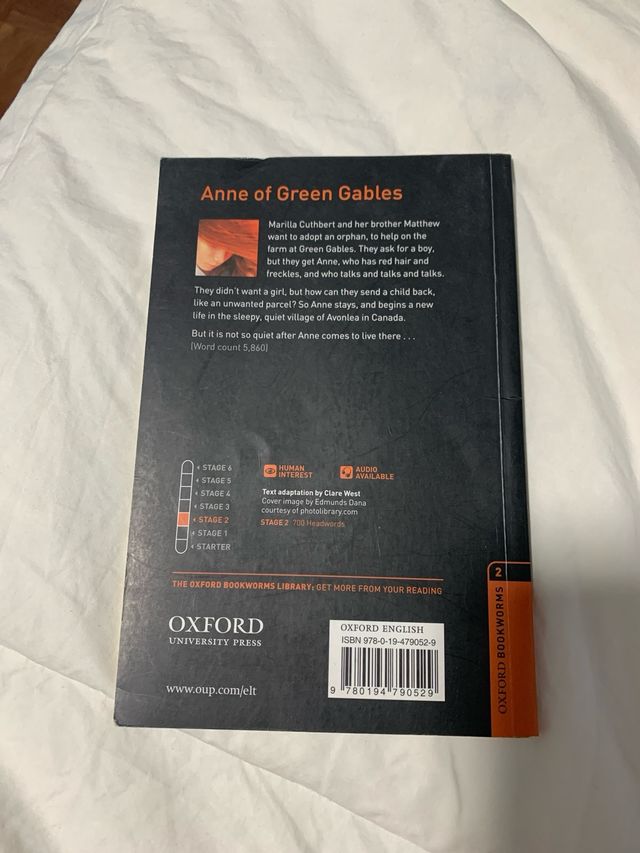 Anne of Green Gables
Marilla Cuthbert and her brother Matthew
want to adopt an orphan, to help on the
farm at Green Gables. They ask for a boy,
but they get Anne, who has red hair and
freckles, and who talks and talks and talks.
They didn't want a girl, but how can they send a child back,
like an unwanted parcel? So Anne stays, and begins a new
life in the sleepy, quiet village of Avonlea in Canada.
But it is not so quiet after Anne comes to live there . . .
(Word count 5,860)
STAGE 6
STAGE 5
STAGE 4
STAGE 3
STAGE 2
STAGE 1
STARTER
HUMAN
INTEREST
AUDIO
AVAILABLE
Text adaptation by Clare West
Cover image by Edmunds Dana
courtesy of photolibrary.com
STAGE 2 700 Headwords
THE OXFORD BOOKWORMS LIBRARY: GET MORE FROM YOUR READING
OXFORD
UNIVERSITY PRESS
www.oup.com/elt
OXFORD ENGLISH
ISBN 978-0-19-479052-9
9 780194 790529
2
OXFORD BOOKWORMS